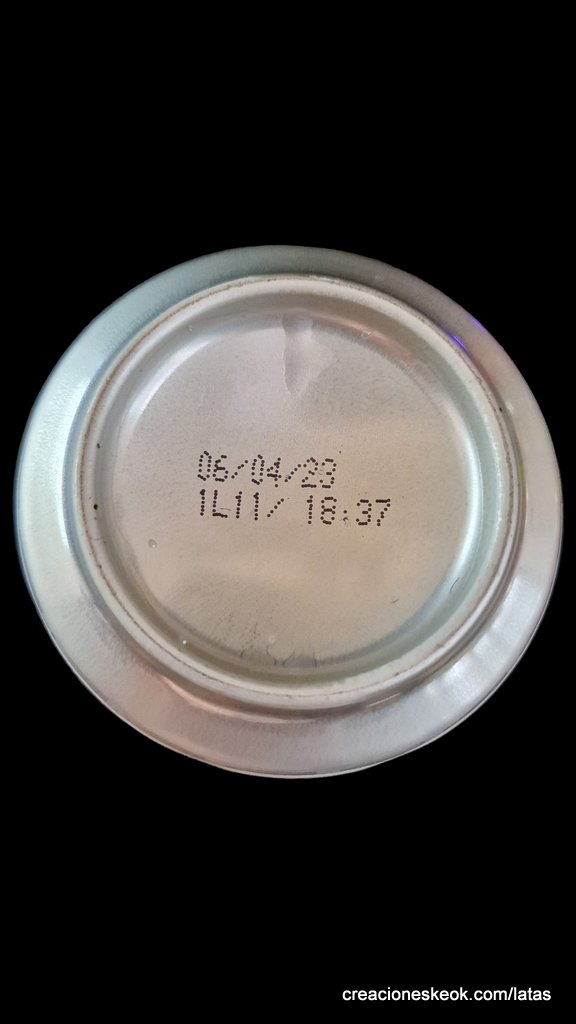 06/04/23
1L11/ 18:37
creacioneskeok.com/latas